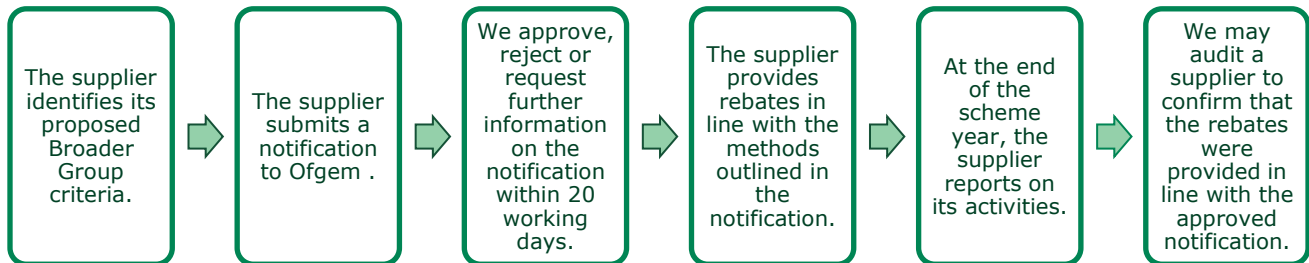 The supplier
identifies its
proposed
Broader
Group
criteria.
The supplier
submits a
notification
to Ofgem .
We approve,
reject or
request
further
information
on the
notification
within 20
working
days.
The supplier
provides
rebates in
line with the
methods
outlined in
the
notification.
At the end
of the
scheme
year, the
supplier
reports on
its activities.
We may
audit a
supplier to
confirm that
the rebates
were
provided in
line with the
approved
notification.